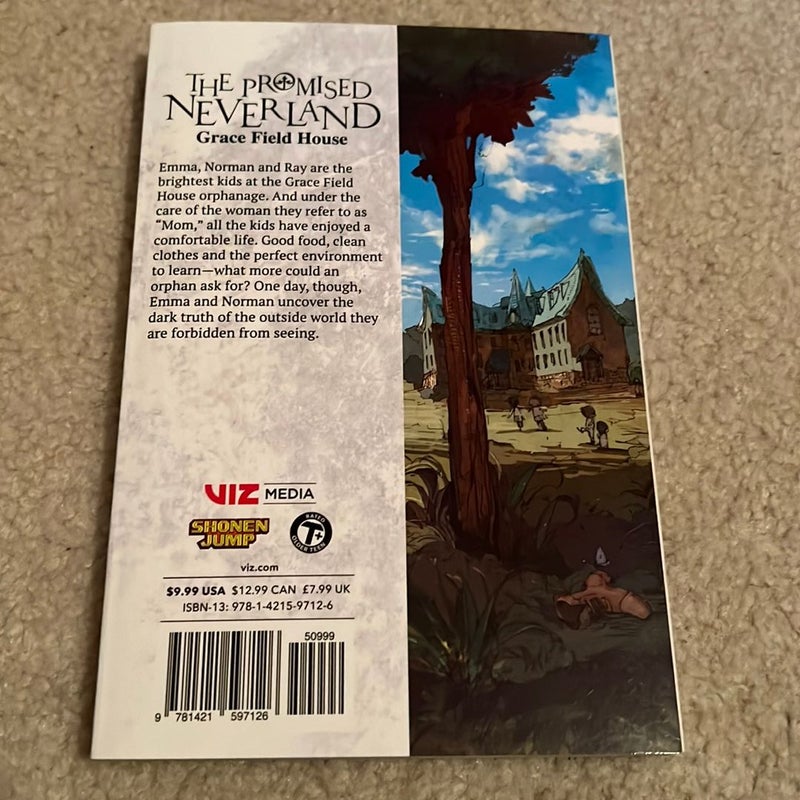 THE PROMISED
NEVERLAND
Grace Field House
Emma, Norman and Ray are the
brightest kids at the Grace Field
House orphanage. And under the
care of the woman they refer to as
“Mom,” all the kids have enjoyed a
comfortable life. Good food, clean
clothes and the perfect environment
to learn—what more could an
orphan ask for? One day, though,
Emma and Norman uncover the
dark truth of the outside world they
are forbidden from seeing.
VIZ MEDIA
SHONEN
JUMP
RATED
T+
OLDER TEEN
viz.com
$9.99 USA $12.99 CAN £7.99 UK
ISBN-13: 978-1-4215-9712-6
50999
9 781421 597126